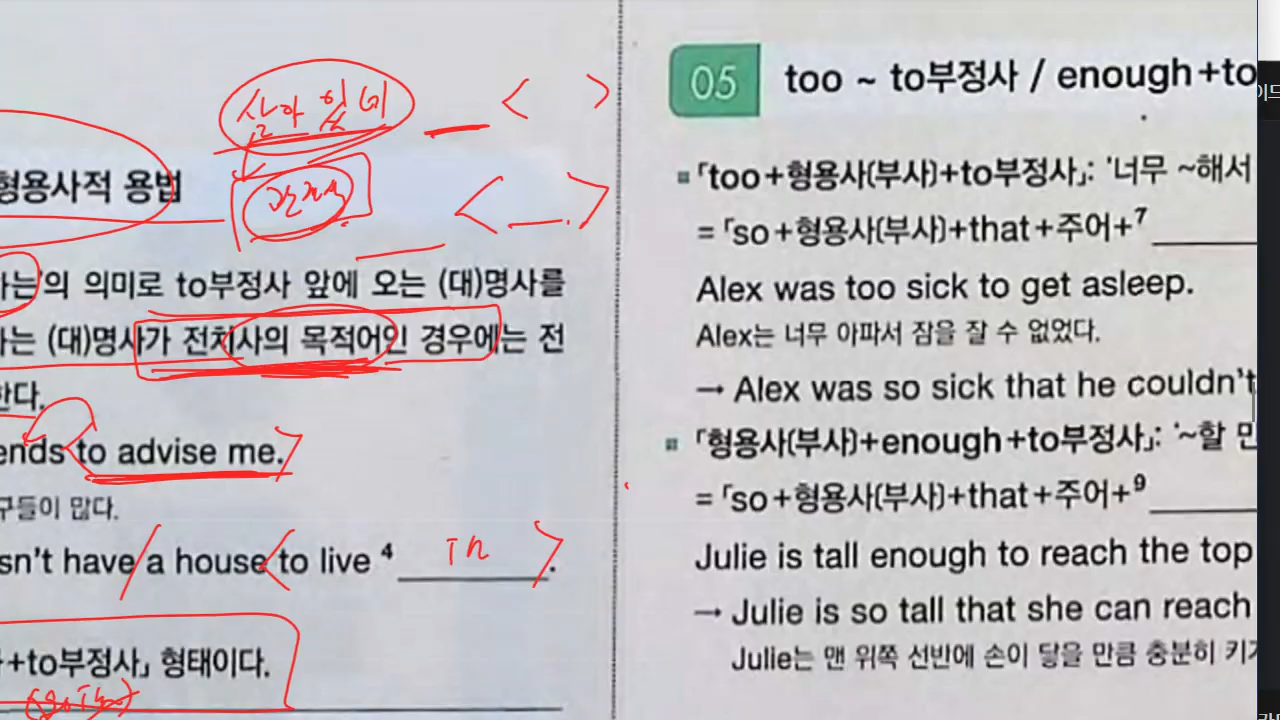 형용사적 용법
살아 있네
하는'의 의미로 to부정사 앞에 오는 (대)명사를
하는 (대)명사가 전치사의 목적어인 경우에는 전
한다.
ends to advise me.
구들이 많다.
sn't have a house to live ⁴ in .
+to부정사」 형태이다.
05 too ~ to부정사 / enough+to
「too+형용사(부사)+to부정사」: '너무 ~해서
= 「so+형용사(부사)+that+주어+⁷
Alex was too sick to get asleep.
Alex는 너무 아파서 잠을 잘 수 없었다.
→ Alex was so sick that he couldn't
「형용사(부사)+enough+to부정사」: '~할 만
= 「so+형용사(부사)+that+주어+⁹
Julie is tall enough to reach the top
→ Julie is so tall that she can reach
Julie는 맨 위쪽 선반에 손이 닿을 만큼 충분히 키가